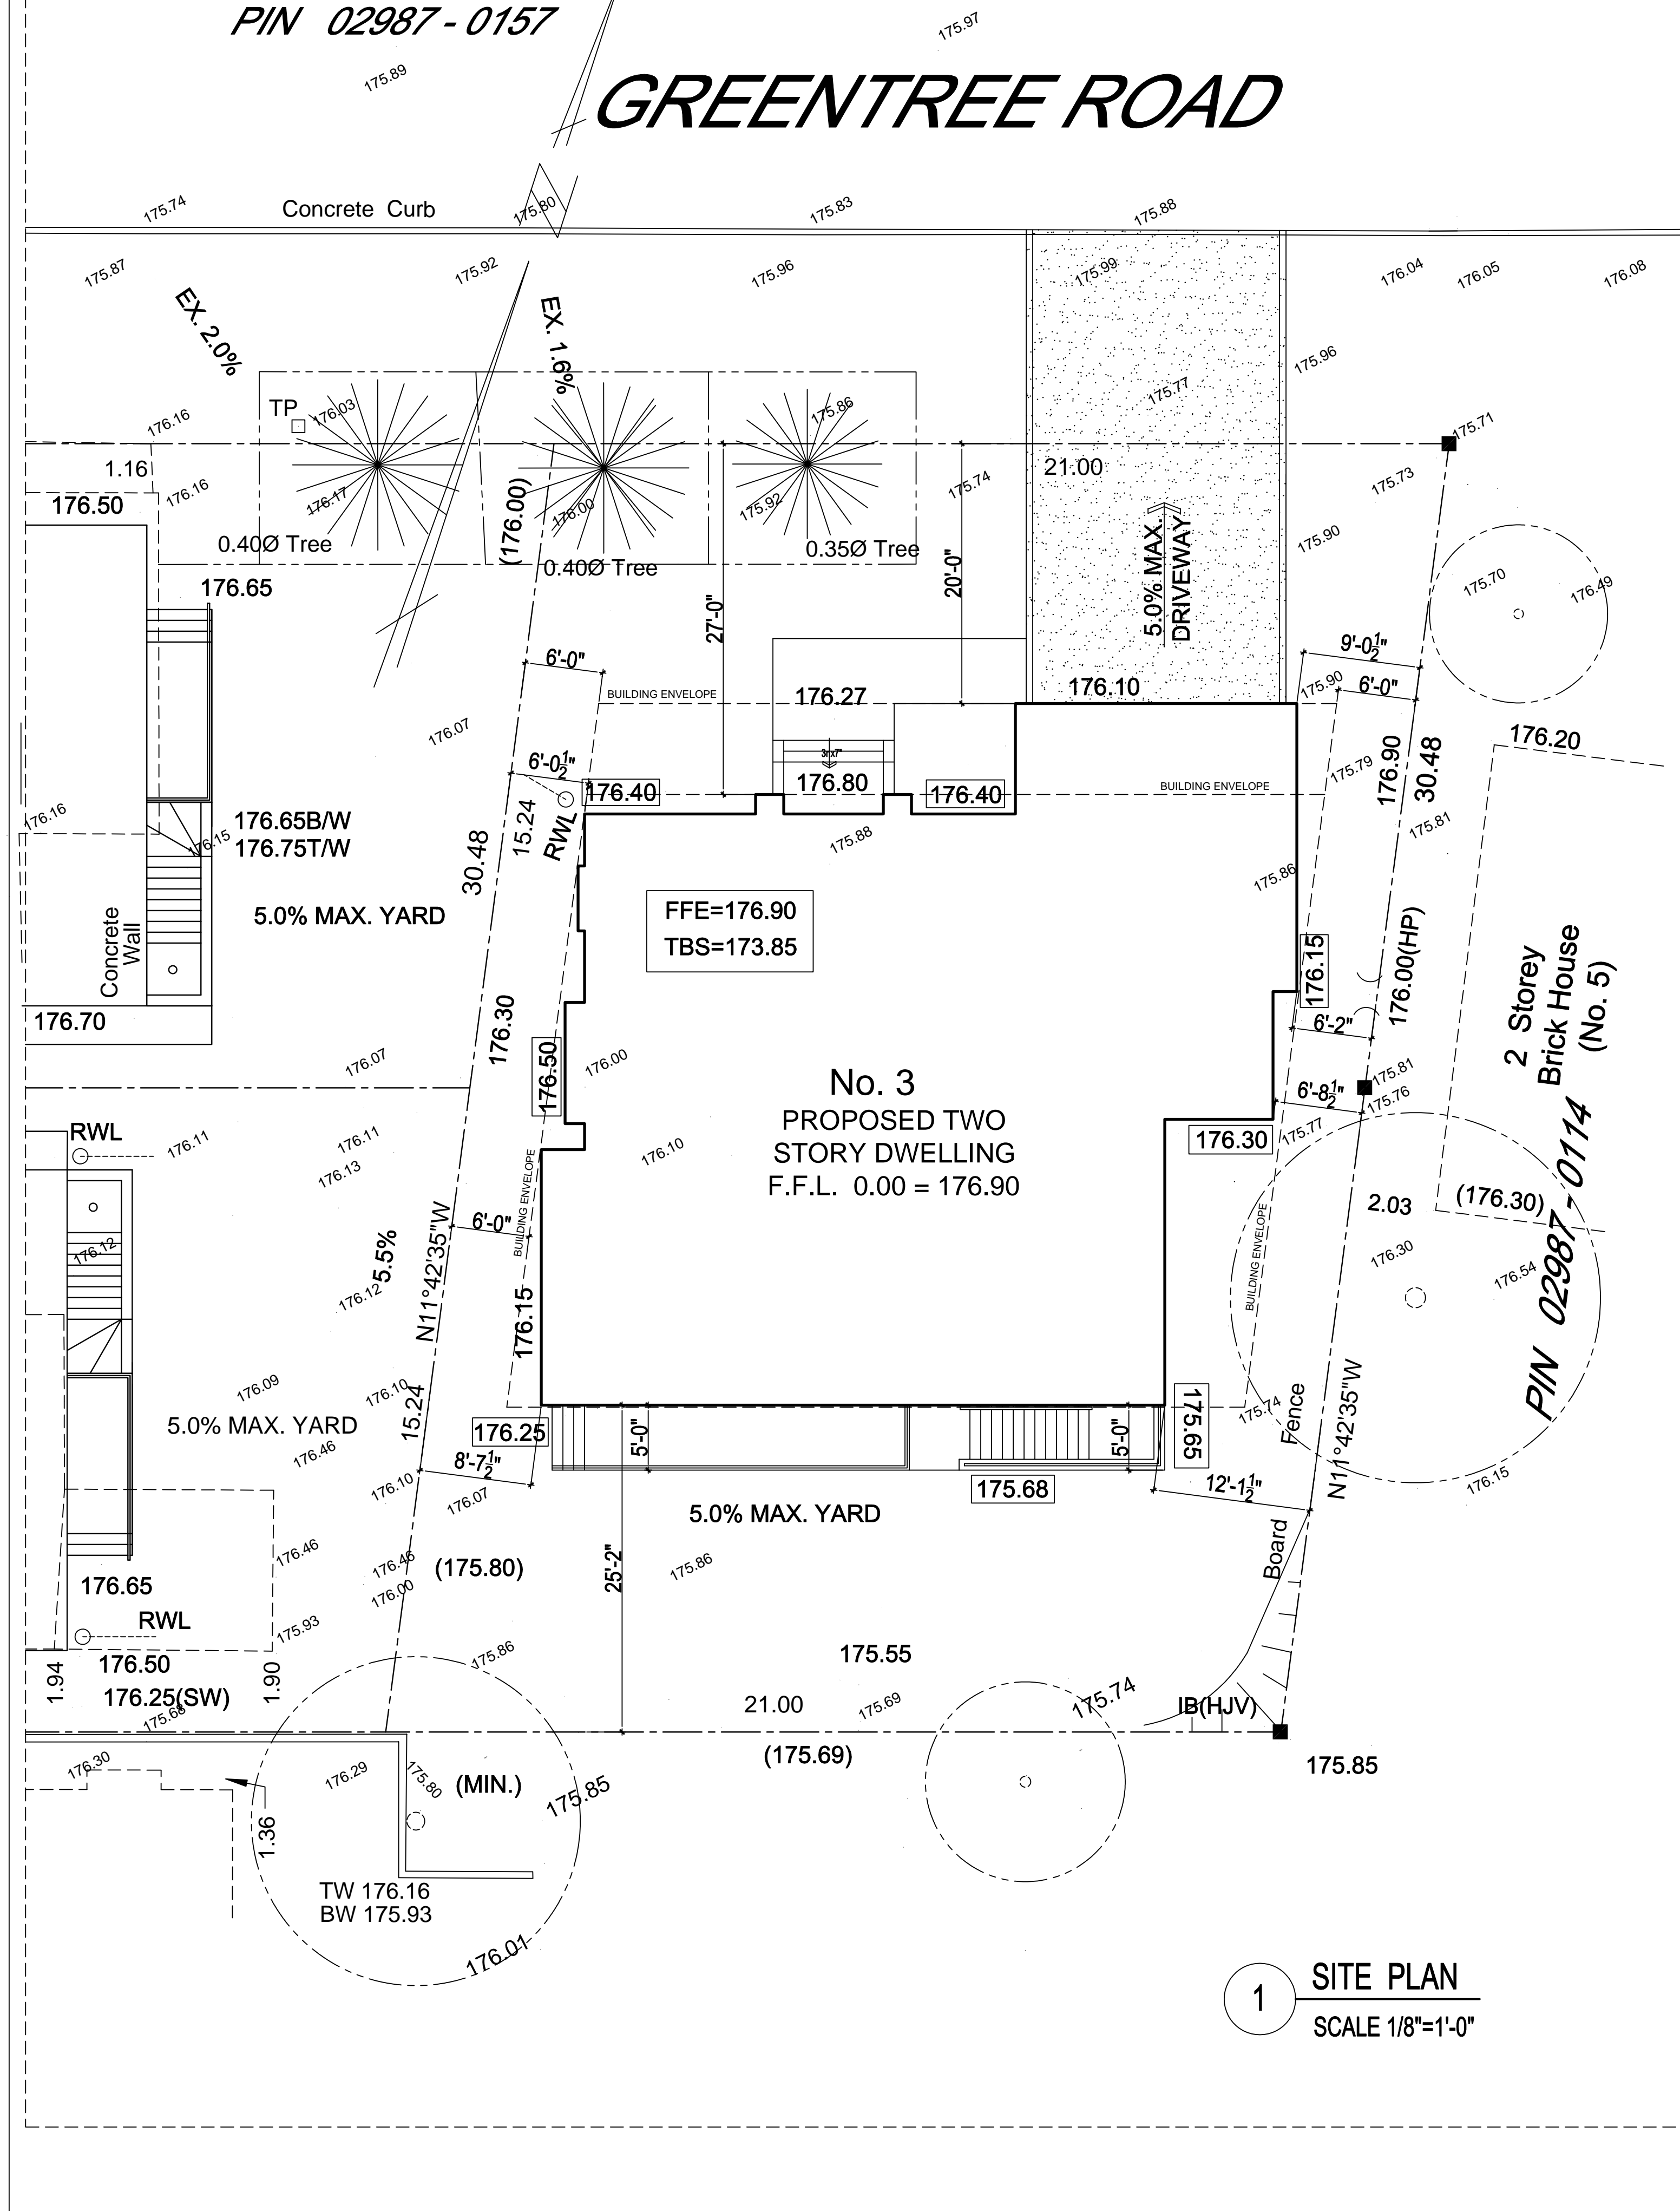 PIN 02987 - 0157
175.97
175.89
GREENTREE ROAD
175.74
Concrete Curb
175.80
175.83
175.88
175.87
175.92
175.96
175.99
176.04
176.05
176.08
EX. 2.0%
EX. 1.6%
175.96
175.77
TP
176.03
175.86
176.16
175.71
1.16
21.00
175.73
176.16
176.17
176.00
175.92
175.74
176.50
(176.00)
0.40Ø Tree
0.40Ø Tree
0.35Ø Tree
175.90
5.0% MAX.
DRIVEWAY
176.65
27'-0"
20'-0"
175.70
176.49
6'-0"
9'-0½"
BUILDING ENVELOPE
176.27
176.10
175.90
6'-0"
176.07
176.20
6'-0½"
176.40
3rx7"
176.80
176.40
BUILDING ENVELOPE
175.79
176.90
30.48
176.16
176.15
176.65B/W
176.75T/W
30.48
15.24
RWL
175.88
175.81
175.86
5.0% MAX. YARD
FFE=176.90
TBS=173.85
Concrete
Wall
176.15
176.00(HP)
2 Storey
Brick House
(No. 5)
176.70
176.30
6'-2"
176.07
176.50
176.00
No. 3
PROPOSED TWO
STORY DWELLING
F.F.L. 0.00 = 176.90
175.81
6'-8½"
175.76
RWL
176.11
176.11
176.13
176.10
176.30
175.77
BUILDING ENVELOPE
BUILDING ENVELOPE
2.03
(176.30)
PIN 02987 - 0114
6'-0"
176.12
5.5%
N11°42'35"W
176.12
176.30
176.54
176.15
176.09
176.10
15.24
N11°42'35"W
5.0% MAX. YARD
176.25
5'-0"
5'-0"
175.65
175.74
Fence
176.46
8'-7½"
176.10
176.07
175.68
12'-1½"
176.15
5.0% MAX. YARD
Board
176.46
176.46
(175.80)
25'-2"
175.86
176.65
176.00
RWL
175.93
176.50
175.86
175.55
1.94
1.90
176.25(SW)
175.68
21.00
175.69
175.74
IB(HJV)
176.30
176.29
175.80
(MIN.)
175.85
(175.69)
175.85
1.36
TW 176.16
BW 175.93
176.01
1
SITE PLAN
SCALE 1/8"=1'-0"